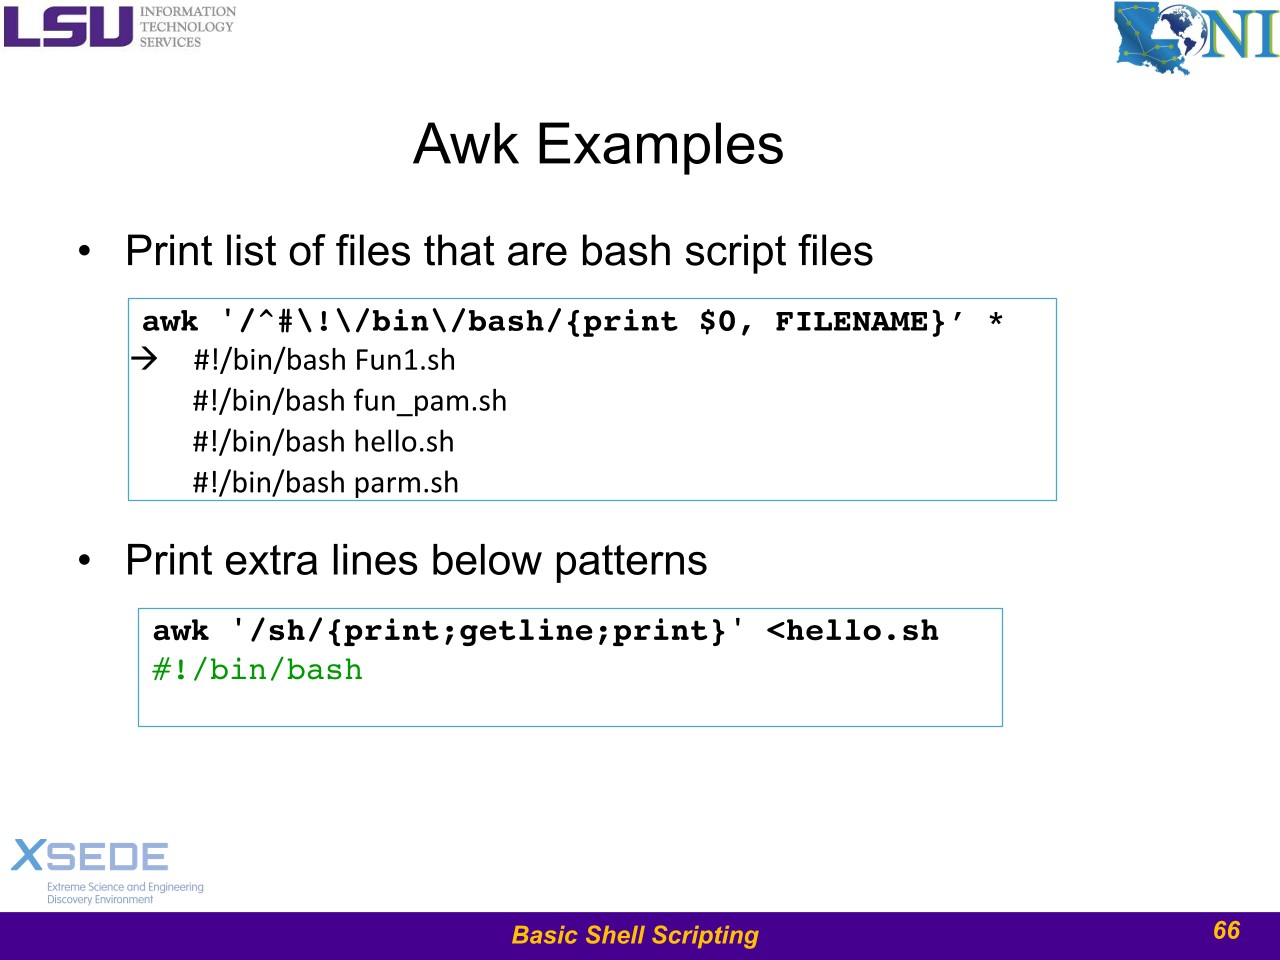 LSU INFORMATION
TECHNOLOGY
SERVICES
LONI
Awk Examples
• Print list of files that are bash script files
awk '/^#\!\/bin\/bash/{print $0, FILENAME}’ *
→ #!/bin/bash Fun1.sh
#!/bin/bash fun_pam.sh
#!/bin/bash hello.sh
#!/bin/bash parm.sh
• Print extra lines below patterns
awk '/sh/{print;getline;print}' <hello.sh
#!/bin/bash
XSEDE
Extreme Science and Engineering
Discovery Environment
Basic Shell Scripting
66